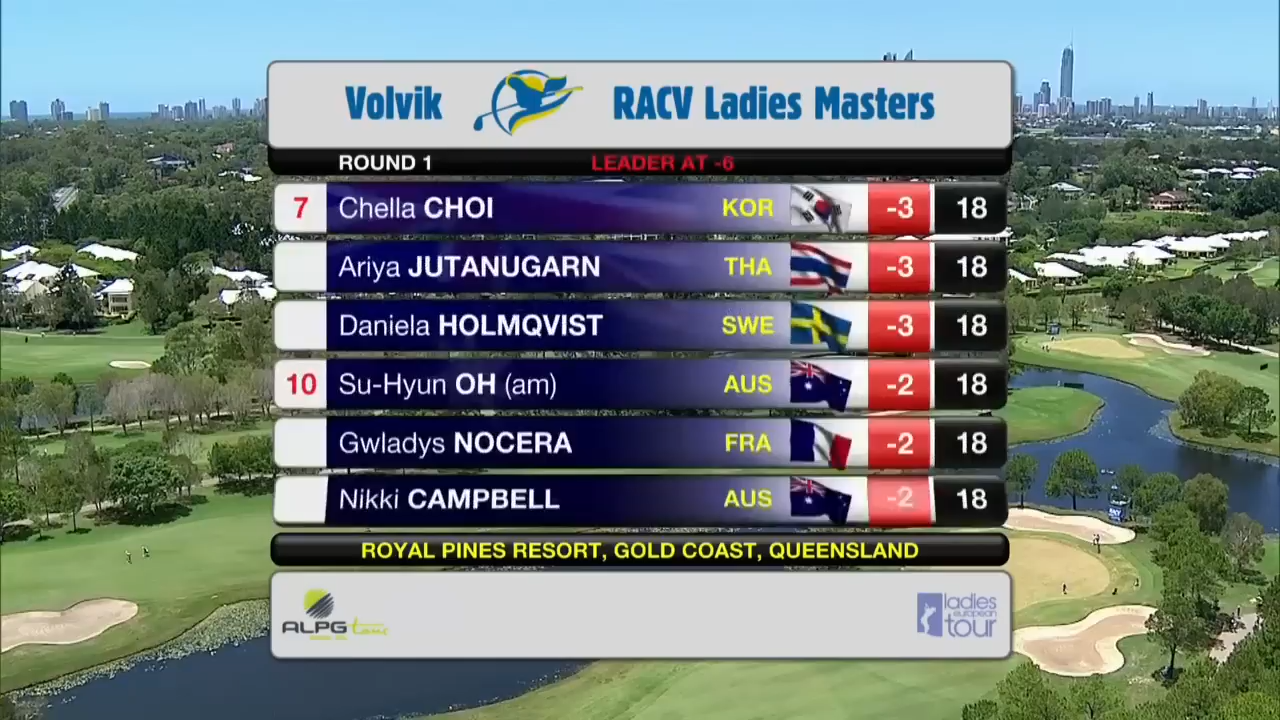 Volvik RACV Ladies Masters
ROUND 1 LEADER AT -6
7 Chella CHOI KOR -3 18
Ariya JUTANUGARN THA -3 18
Daniela HOLMQVIST SWE -3 18
10 Su-Hyun OH (am) AUS -2 18
Gwladys NOCERA FRA -2 18
Nikki CAMPBELL AUS -2 18
ROYAL PINES RESORT, GOLD COAST, QUEENSLAND
ALPG tour
ladies european tour